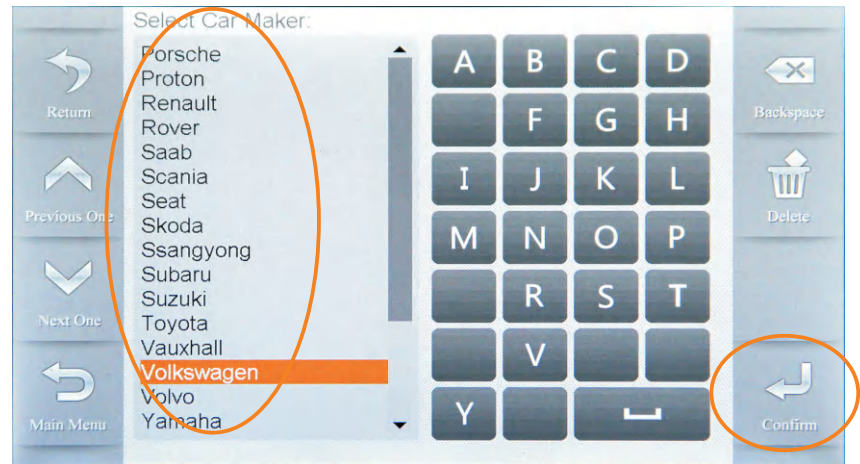 Select Car Maker:
Porsche
Proton
Renault
Rover
Saab
Scania
Seat
Skoda
Ssangyong
Subaru
Suzuki
Toyota
Vauxhall
Volkswagen
Volvo
Yamaha
Return
Previous One
Next One
Main Menu
A B C D
F G H
I J K L
M N O P
R S T
V
Y
Backspace
Delete
Confirm